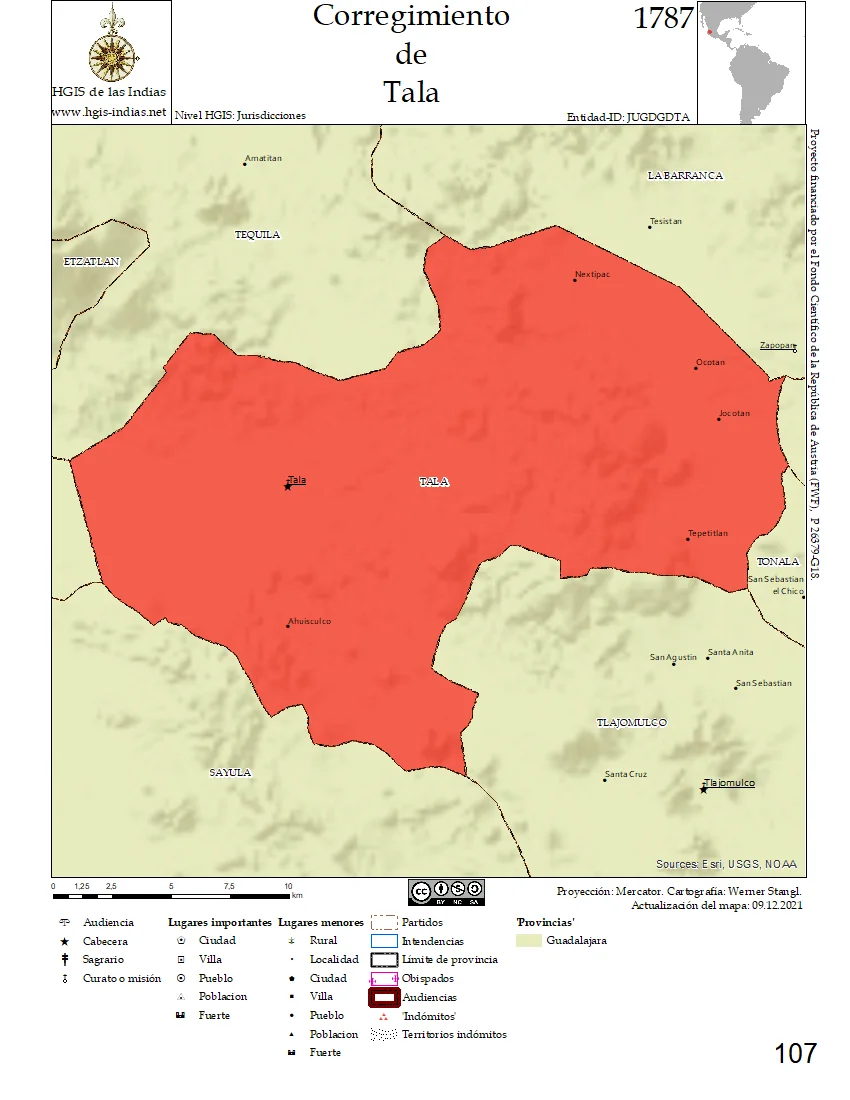 Corregimiento
de
Tala
1787
HGIS de las Indias
www.hgis-indias.net
Nivel HGIS: Jurisdicciones
Entidad-ID: JUGDGDTA
Proyecto financiado por el Fondo Científico de la República de Austria (FWF), P 26379-G18.
Amatitan
LA BARRANCA
Tesistan
TEQUILA
ETZATLAN
Nextipac
Zapopan
Ocotan
Jocotan
Tala
TALA
Tepetitlan
TONALA
San Sebastian
el Chico
Ahuisculco
San Agustin
Santa Anita
San Sebastian
TLAJOMULCO
SAYULA
Santa Cruz
Tlajomulco
Sources: Esri, USGS, NOAA
0 1,25 2,5 5 7,5 10
km
cc BY NC SA
Proyección: Mercator. Cartografía: Werner Stangl.
Actualización del mapa: 09.12.2021
Audiencia
Cabecera
Sagrario
Curato o misión
Lugares importantes
Ciudad
Villa
Pueblo
Poblacion
Fuerte
Lugares menores
Rural
Localidad
Ciudad
Villa
Pueblo
Poblacion
Fuerte
Partidos
Intendencias
Límite de provincia
Obispados
Audiencias
'Indómitos'
Territorios indómitos
'Provincias'
Guadalajara
107